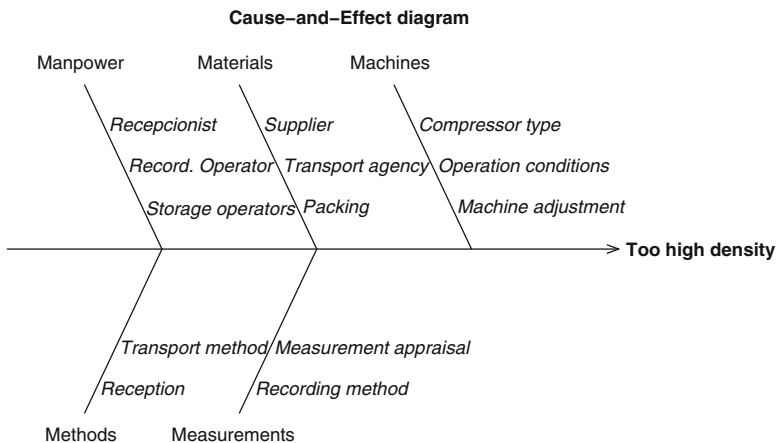 Cause−and−Effect diagram
Manpower Materials Machines
Recepcionist Supplier Compressor type
Record. Operator Transport agency Operation conditions
Storage operators Packing Machine adjustment
Too high density
Transport method Measurement appraisal
Reception Recording method
Methods Measurements